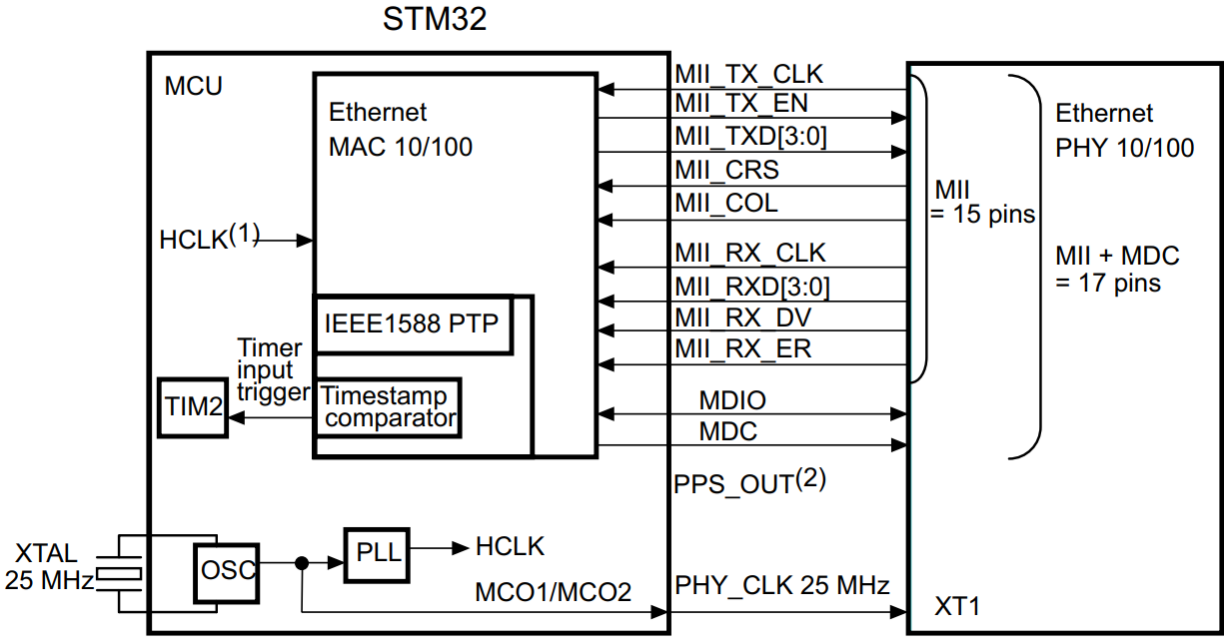 STM32
MCU
Ethernet
MAC 10/100
HCLK(1)
IEEE1588 PTP
Timer
input
trigger
TIM2
Timestamp
comparator
XTAL
25 MHz
OSC
PLL
HCLK
MCO1/MCO2
MII_TX_CLK
MII_TX_EN
MII_TXD[3:0]
MII_CRS
MII_COL
MII_RX_CLK
MII_RXD[3:0]
MII_RX_DV
MII_RX_ER
MDIO
MDC
PPS_OUT(2)
PHY_CLK 25 MHz
MII
= 15 pins
Ethernet
PHY 10/100
MII + MDC
= 17 pins
XT1